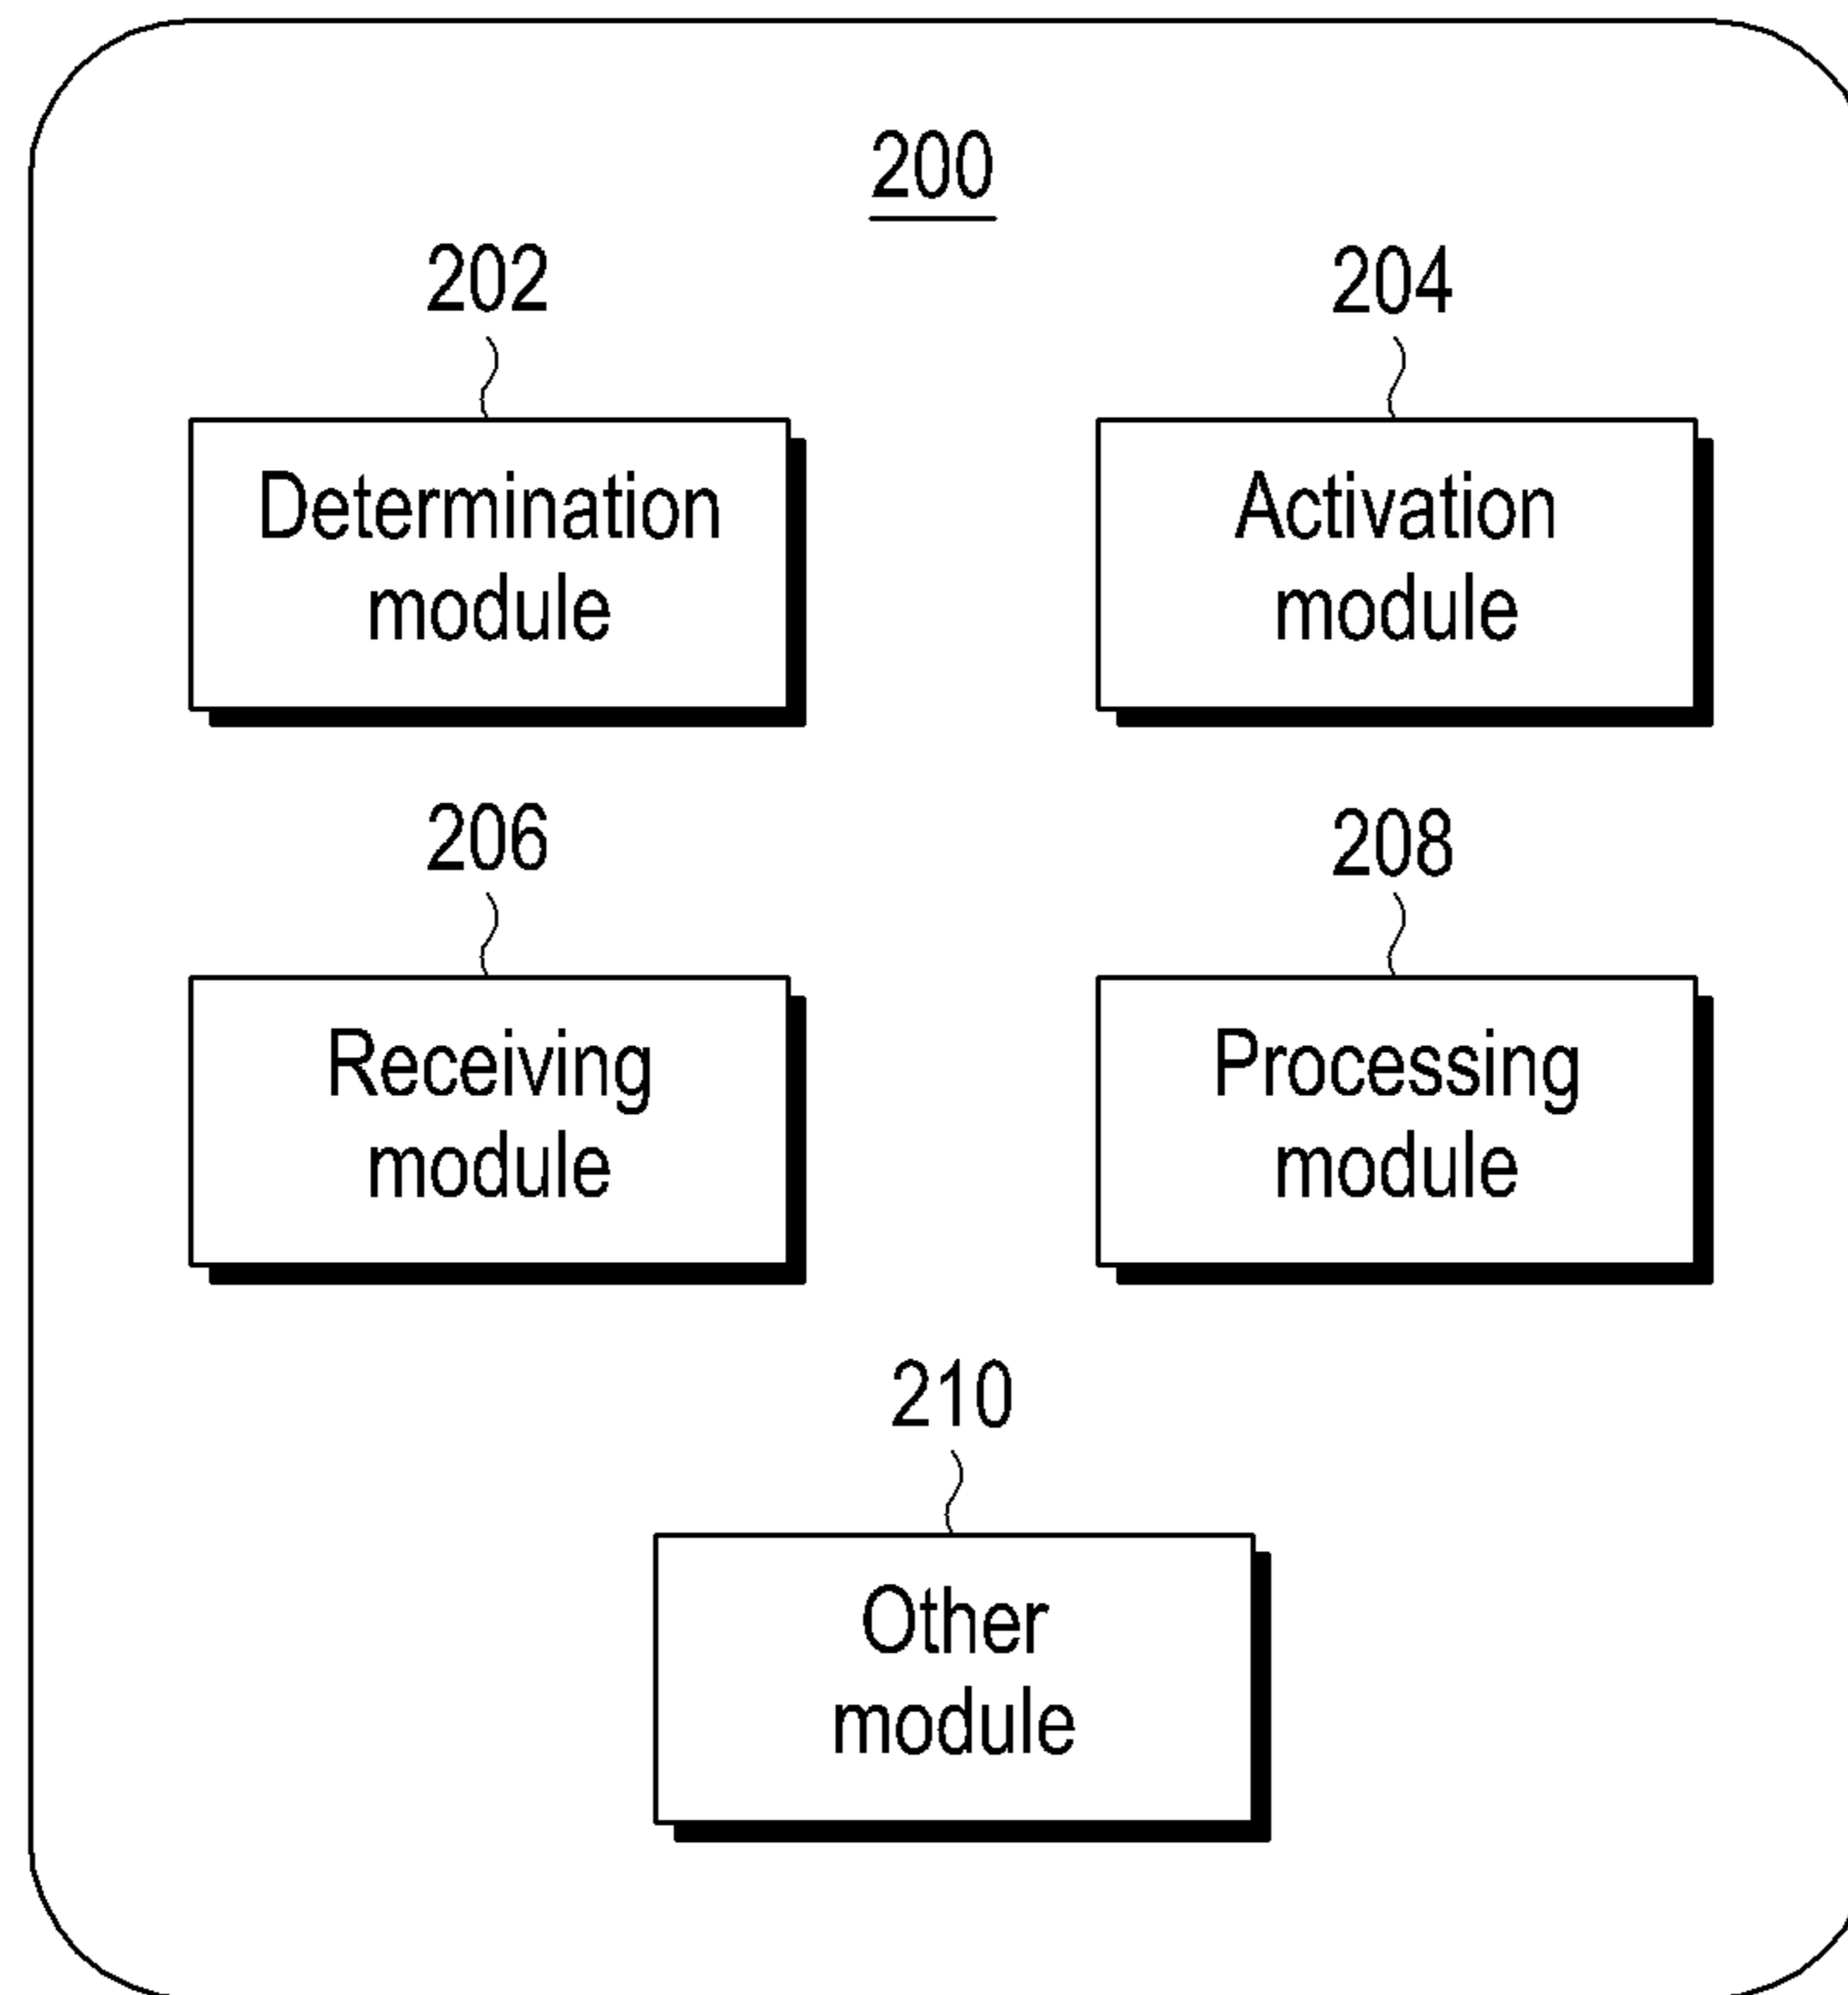 200
202
204
Determination
module
Activation
module
206
208
Receiving
module
Processing
module
210
Other
module